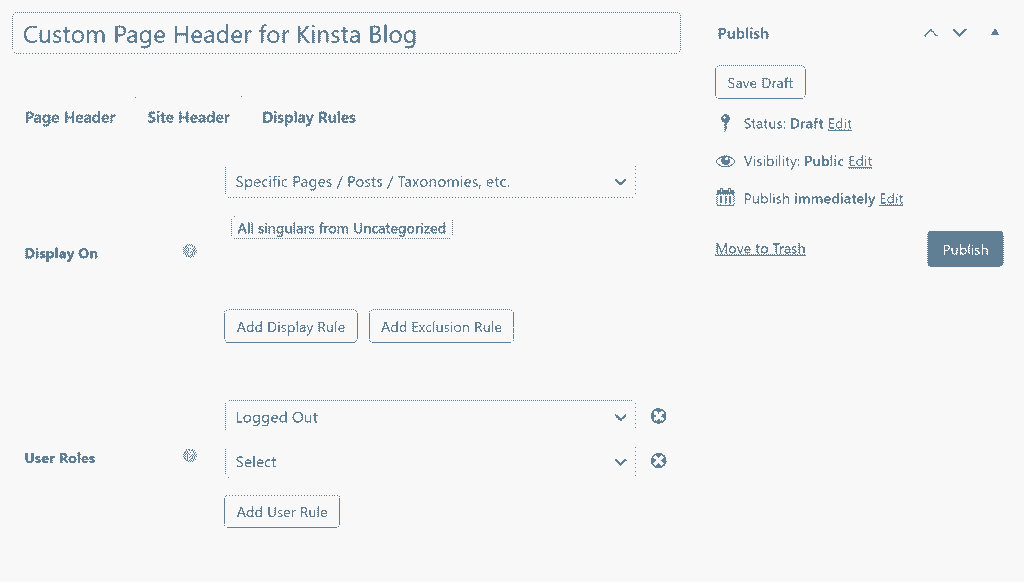 Custom Page Header for Kinsta Blog
Page Header Site Header Display Rules
Display On
Specific Pages / Posts / Taxonomies, etc.
All singulars from Uncategorized
Add Display Rule Add Exclusion Rule
User Roles
Logged Out
Select
Add User Rule
Publish
Save Draft
Status: Draft Edit
Visibility: Public Edit
Publish immediately Edit
Move to Trash Publish